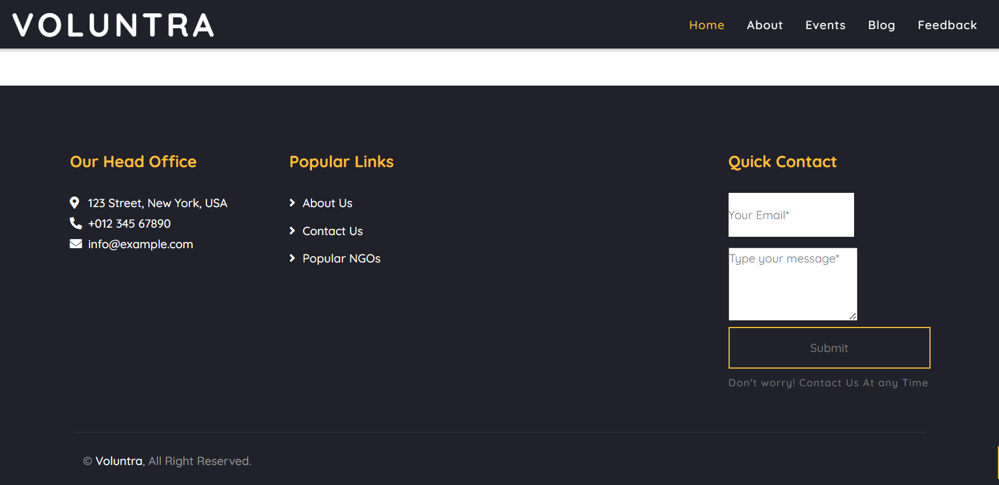 VOLUNTRA
Home About Events Blog Feedback
Our Head Office
123 Street, New York, USA
+012 345 67890
info@example.com
Popular Links
About Us
Contact Us
Popular NGOs
Quick Contact
Your Email*
Type your message*
Submit
Don't worry! Contact Us At any Time
© Voluntra, All Right Reserved.